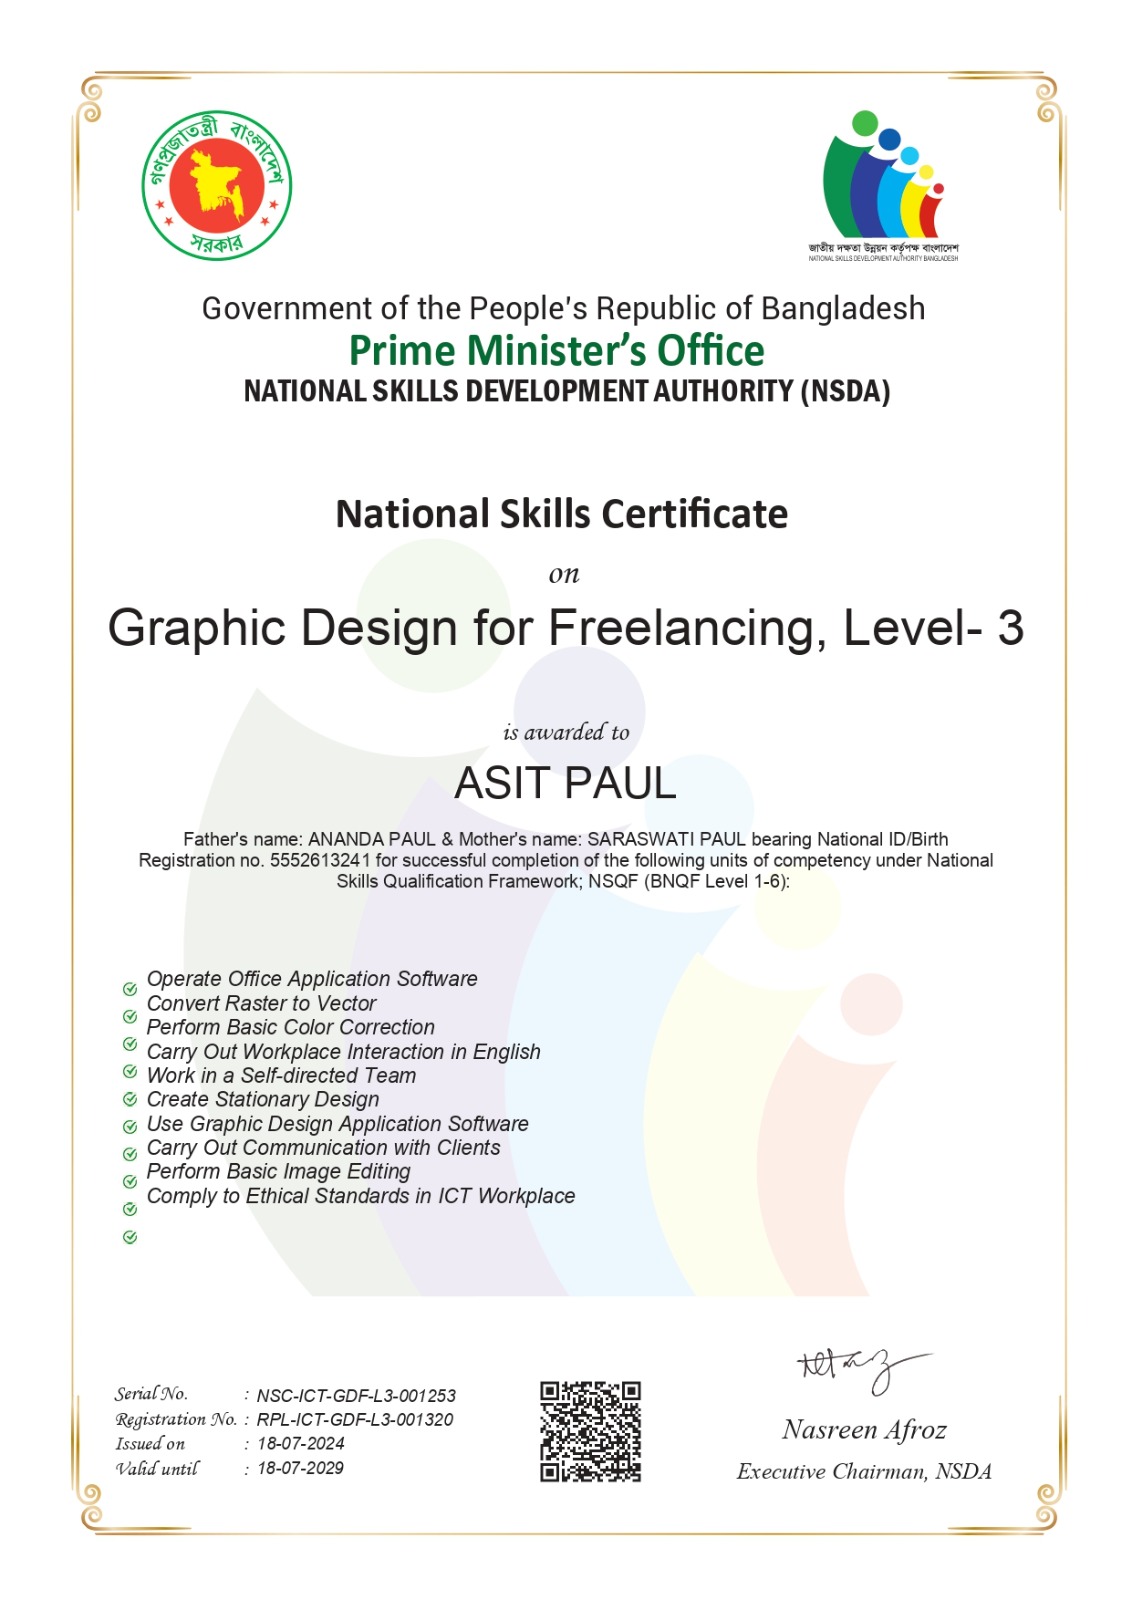 গণপ্রজাতন্ত্রী বাংলাদেশ
সরকার
জাতীয় দক্ষতা উন্নয়ন কর্তৃপক্ষ বাংলাদেশ
NATIONAL SKILLS DEVELOPMENT AUTHORITY BANGLADESH
Government of the People's Republic of Bangladesh
Prime Minister’s Office
NATIONAL SKILLS DEVELOPMENT AUTHORITY (NSDA)
National Skills Certificate
on
Graphic Design for Freelancing, Level- 3
is awarded to
ASIT PAUL
Father's name: ANANDA PAUL & Mother's name: SARASWATI PAUL bearing National ID/Birth
Registration no. 5552613241 for successful completion of the following units of competency under National
Skills Qualification Framework; NSQF (BNQF Level 1-6):
Operate Office Application Software
Convert Raster to Vector
Perform Basic Color Correction
Carry Out Workplace Interaction in English
Work in a Self-directed Team
Create Stationary Design
Use Graphic Design Application Software
Carry Out Communication with Clients
Perform Basic Image Editing
Comply to Ethical Standards in ICT Workplace
Serial No. : NSC-ICT-GDF-L3-001253
Registration No. : RPL-ICT-GDF-L3-001320
Issued on : 18-07-2024
Valid until : 18-07-2029
Nasreen Afroz
Executive Chairman, NSDA